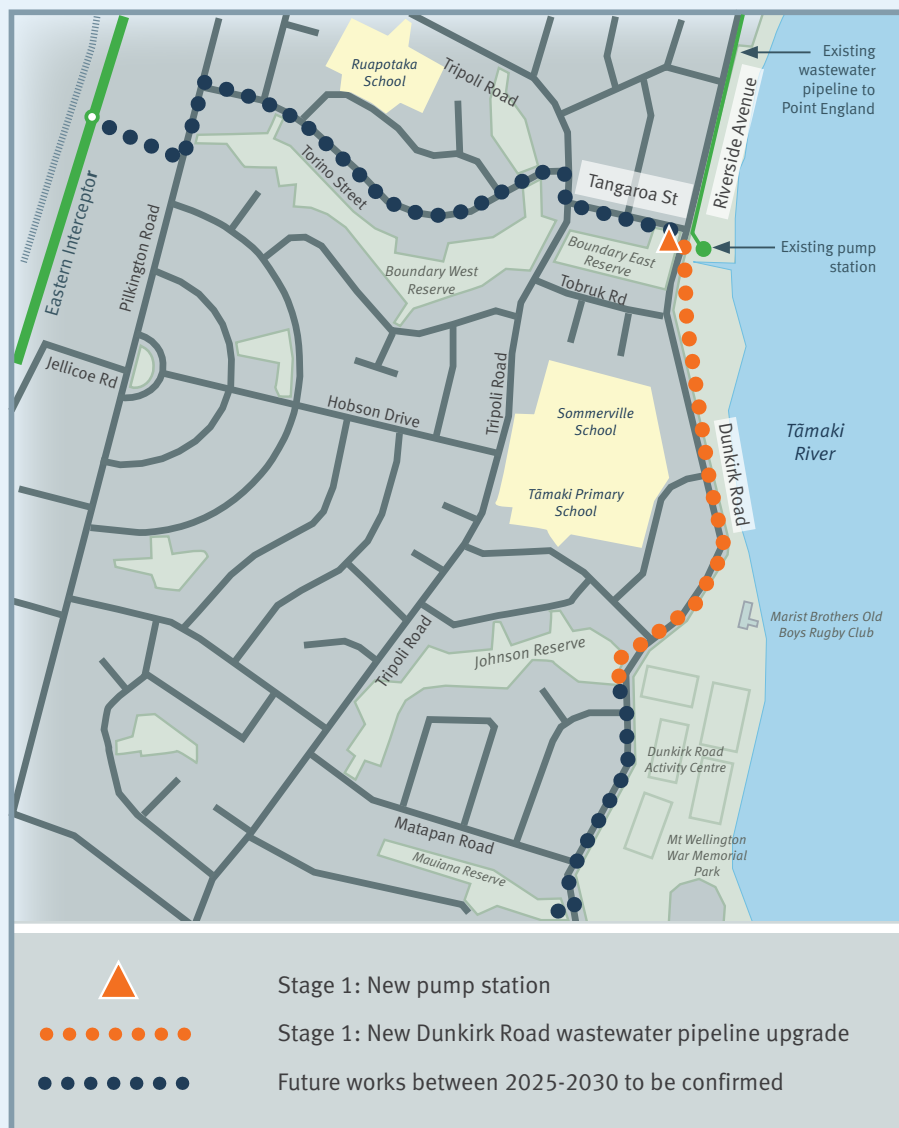 Ruapotaka
School
Tripoli Road
Existing
wastewater
pipeline to
Point England
Riverside Avenue
Torino Street
Tangaroa St
Eastern Interceptor
Pilkington Road
Boundary West
Reserve
Boundary East
Reserve
Existing pump
station
Tobruk Rd
Jellicoe Rd
Hobson Drive
Tripoli Road
Sommerville
School
Tāmaki Primary
School
Dunkirk Road
Tāmaki
River
Marist Brothers Old
Boys Rugby Club
Tripoli Road
Johnson Reserve
Dunkirk Road
Activity Centre
Matapan Road
Mauiana Reserve
Mt Wellington
War Memorial
Park
Stage 1: New pump station
Stage 1: New Dunkirk Road wastewater pipeline upgrade
Future works between 2025-2030 to be confirmed